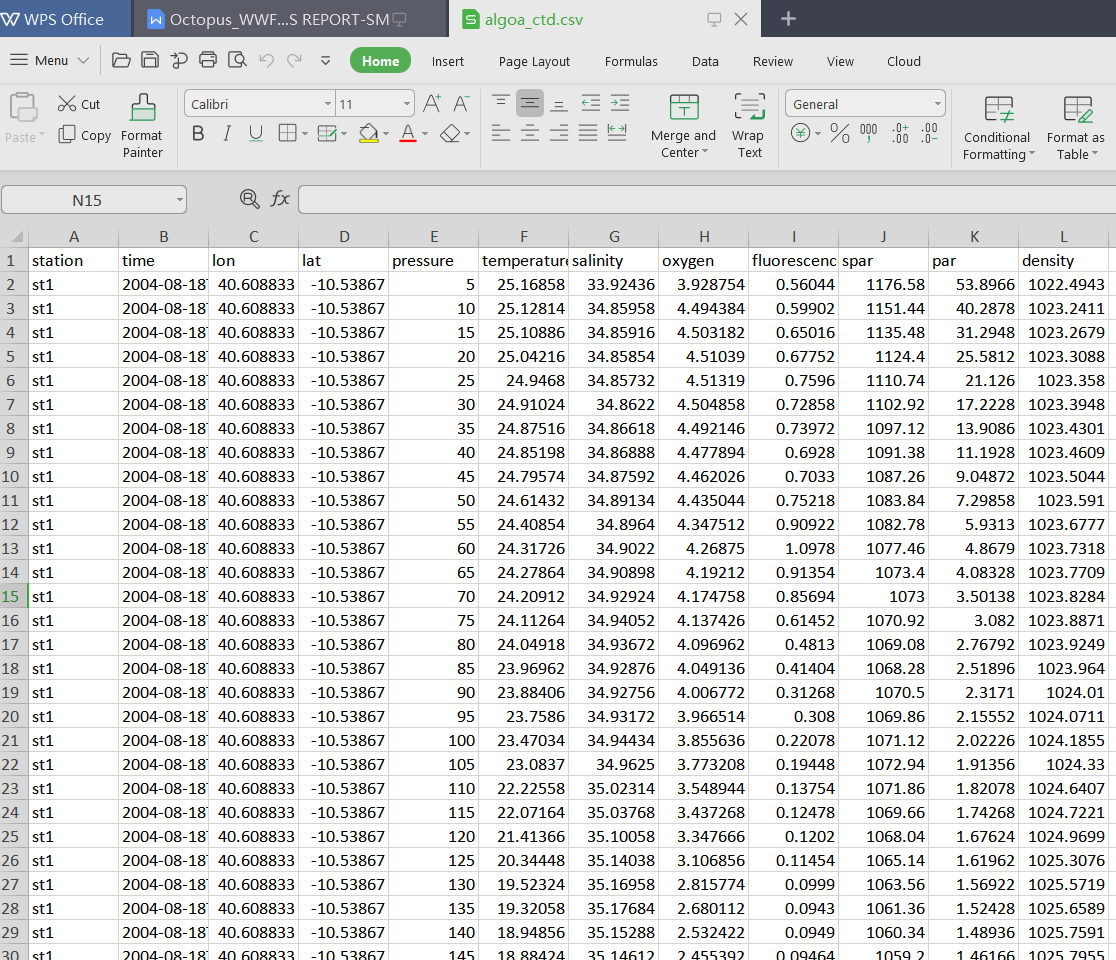 WPS Office Octopus_WWF...S REPORT-SM algoa_ctd.csv
Menu Home Insert Page Layout Formulas Data Review View Cloud
Paste Cut Copy Format Painter Calibri 11 Merge and Center Wrap Text General Conditional Formatting Format as Table
N15 fx
A B C D E F G H I J K L
1 station time lon lat pressure temperature salinity oxygen fluorescenc spar par density
2 st1 2004-08-18 40.608833 -10.53867 5 25.16858 33.92436 3.928754 0.56044 1176.58 53.8966 1022.4943
3 st1 2004-08-18 40.608833 -10.53867 10 25.12814 34.85958 4.494384 0.59902 1151.44 40.2878 1023.2411
4 st1 2004-08-18 40.608833 -10.53867 15 25.10886 34.85916 4.503182 0.65016 1135.48 31.2948 1023.2679
5 st1 2004-08-18 40.608833 -10.53867 20 25.04216 34.85854 4.51039 0.67752 1124.4 25.5812 1023.3088
6 st1 2004-08-18 40.608833 -10.53867 25 24.9468 34.85732 4.51319 0.7596 1110.74 21.126 1023.358
7 st1 2004-08-18 40.608833 -10.53867 30 24.91024 34.8622 4.504858 0.72858 1102.92 17.2228 1023.3948
8 st1 2004-08-18 40.608833 -10.53867 35 24.87516 34.86618 4.492146 0.73972 1097.12 13.9086 1023.4301
9 st1 2004-08-18 40.608833 -10.53867 40 24.85198 34.86888 4.477894 0.6928 1091.38 11.1928 1023.4609
10 st1 2004-08-18 40.608833 -10.53867 45 24.79574 34.87592 4.462026 0.7033 1087.26 9.04872 1023.5044
11 st1 2004-08-18 40.608833 -10.53867 50 24.61432 34.89134 4.435044 0.75218 1083.84 7.29858 1023.591
12 st1 2004-08-18 40.608833 -10.53867 55 24.40854 34.8964 4.347512 0.90922 1082.78 5.9313 1023.6777
13 st1 2004-08-18 40.608833 -10.53867 60 24.31726 34.9022 4.26875 1.0978 1077.46 4.8679 1023.7318
14 st1 2004-08-18 40.608833 -10.53867 65 24.27864 34.90898 4.19212 0.91354 1073.4 4.08328 1023.7709
15 st1 2004-08-18 40.608833 -10.53867 70 24.20912 34.92924 4.174758 0.85694 1073 3.50138 1023.8284
16 st1 2004-08-18 40.608833 -10.53867 75 24.11264 34.94052 4.137426 0.61452 1070.92 3.082 1023.8871
17 st1 2004-08-18 40.608833 -10.53867 80 24.04918 34.93672 4.096962 0.4813 1069.08 2.76792 1023.9249
18 st1 2004-08-18 40.608833 -10.53867 85 23.96962 34.92876 4.049136 0.41404 1068.28 2.51896 1023.964
19 st1 2004-08-18 40.608833 -10.53867 90 23.88406 34.92756 4.006772 0.31268 1070.5 2.3171 1024.01
20 st1 2004-08-18 40.608833 -10.53867 95 23.7586 34.93172 3.966514 0.308 1069.86 2.15552 1024.0711
21 st1 2004-08-18 40.608833 -10.53867 100 23.47034 34.94434 3.855636 0.22078 1071.12 2.02226 1024.1855
22 st1 2004-08-18 40.608833 -10.53867 105 23.0837 34.9625 3.773208 0.19448 1072.94 1.91356 1024.33
23 st1 2004-08-18 40.608833 -10.53867 110 22.22558 35.02314 3.548944 0.13754 1071.86 1.82078 1024.6407
24 st1 2004-08-18 40.608833 -10.53867 115 22.07164 35.03768 3.437268 0.12478 1069.66 1.74268 1024.7221
25 st1 2004-08-18 40.608833 -10.53867 120 21.41366 35.10058 3.347666 0.1202 1068.04 1.67624 1024.9699
26 st1 2004-08-18 40.608833 -10.53867 125 20.34448 35.14038 3.106856 0.11454 1065.14 1.61962 1025.3076
27 st1 2004-08-18 40.608833 -10.53867 130 19.52324 35.16958 2.815774 0.0999 1063.56 1.56922 1025.5719
28 st1 2004-08-18 40.608833 -10.53867 135 19.32058 35.17684 2.680112 0.0943 1061.36 1.52428 1025.6589
29 st1 2004-08-18 40.608833 -10.53867 140 18.94856 35.15288 2.532422 0.0949 1060.34 1.48936 1025.7591
30 st1 2004-08-18 40.608833 -10.53867 145 18.88424 35.14612 2.455392 0.09464 1059.2 1.46166 1025.7955